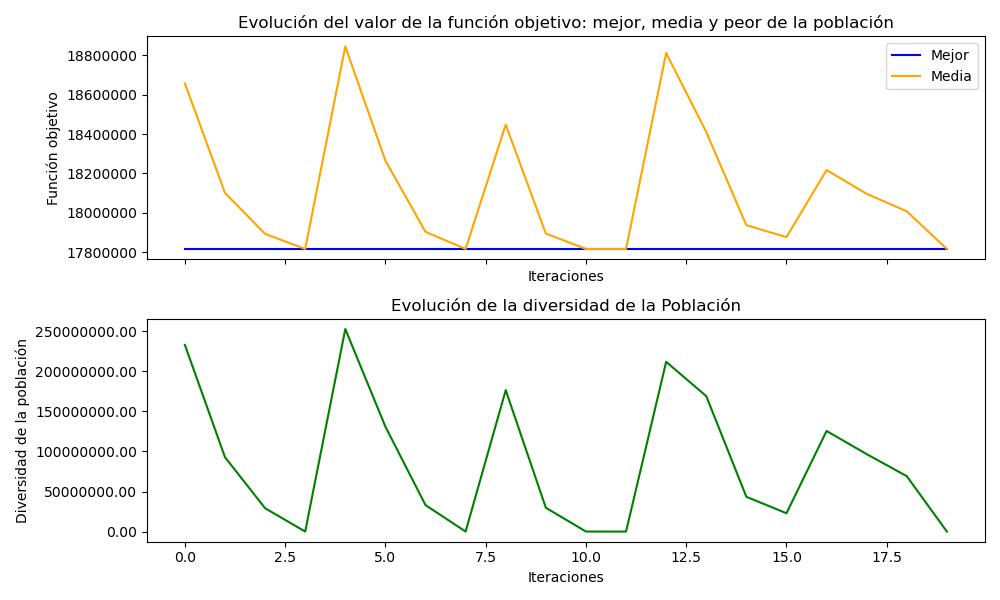 Evolución del valor de la función objetivo: mejor, media y peor de la población
Función objetivo
18800000
18600000
18400000
18200000
18000000
17800000
Mejor
Media
Iteraciones
Evolución de la diversidad de la Población
Diversidad de la población
250000000.00
200000000.00
150000000.00
100000000.00
50000000.00
0.00
0.0 2.5 5.0 7.5 10.0 12.5 15.0 17.5
Iteraciones